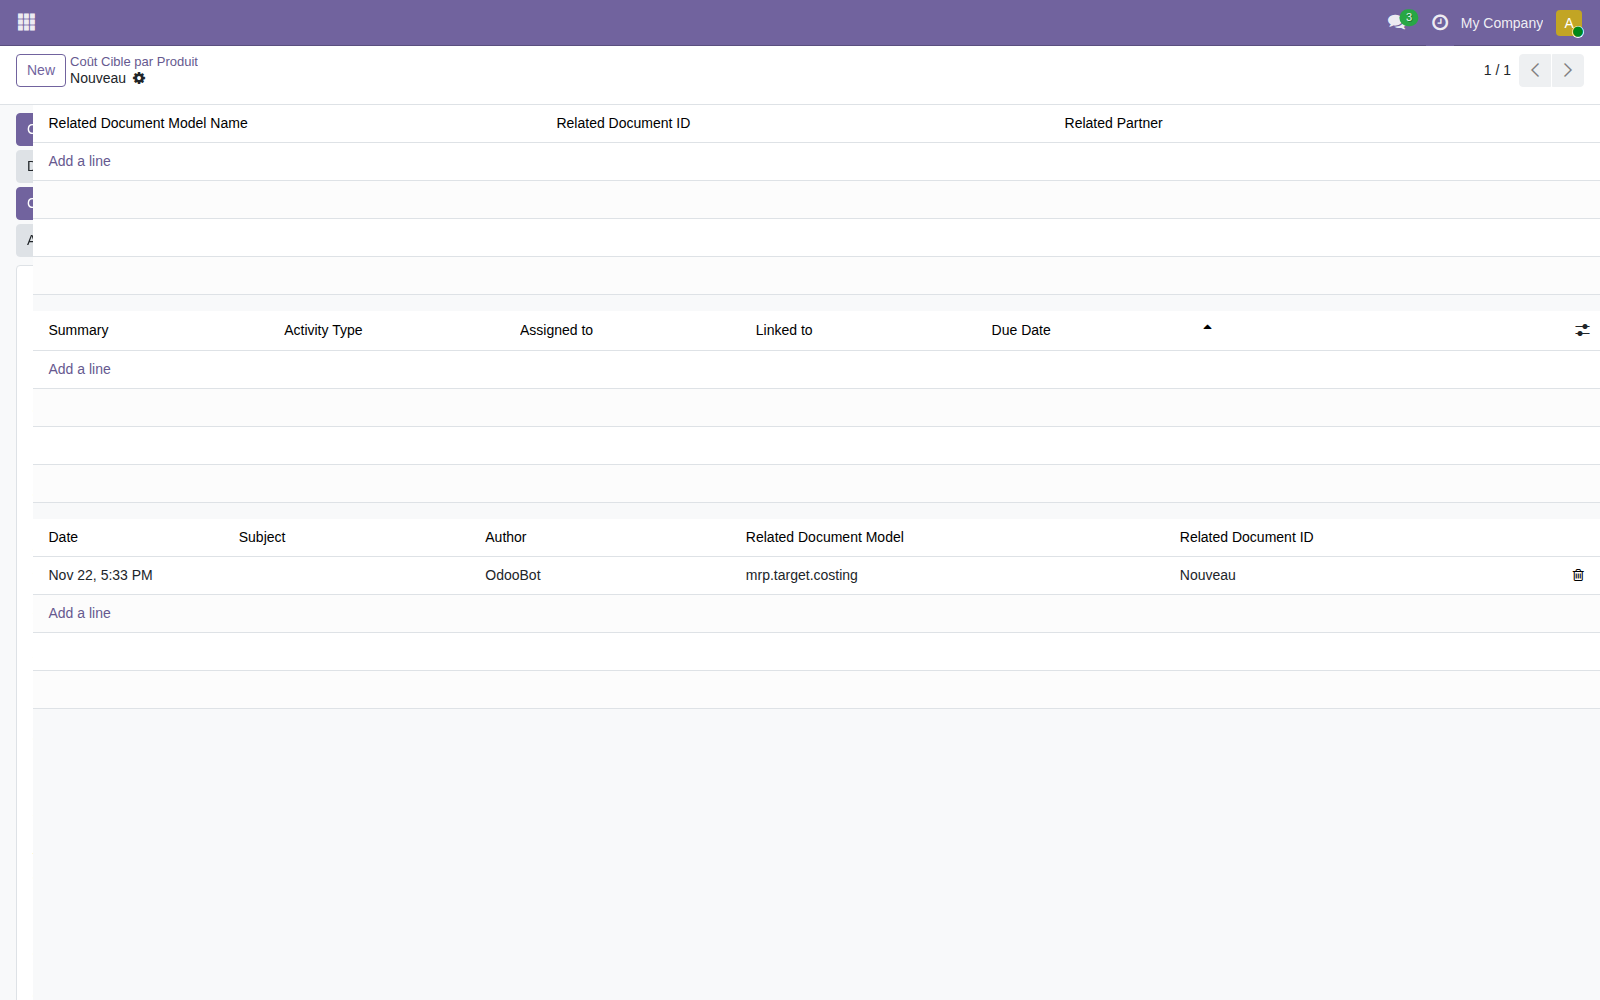 3 My Company A
New Coût Cible par Produit
Nouveau
1 / 1
Related Document Model Name Related Document ID Related Partner
Add a line
Summary Activity Type Assigned to Linked to Due Date
Add a line
Date Subject Author Related Document Model Related Document ID
Nov 22, 5:33 PM OdooBot mrp.target.costing Nouveau
Add a line